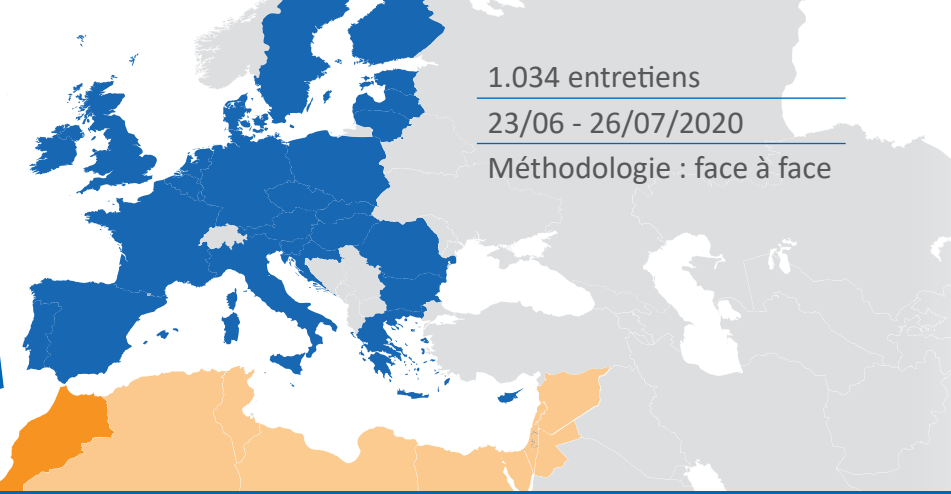 1.034 entretiens
23/06 - 26/07/2020
Méthodologie : face à face